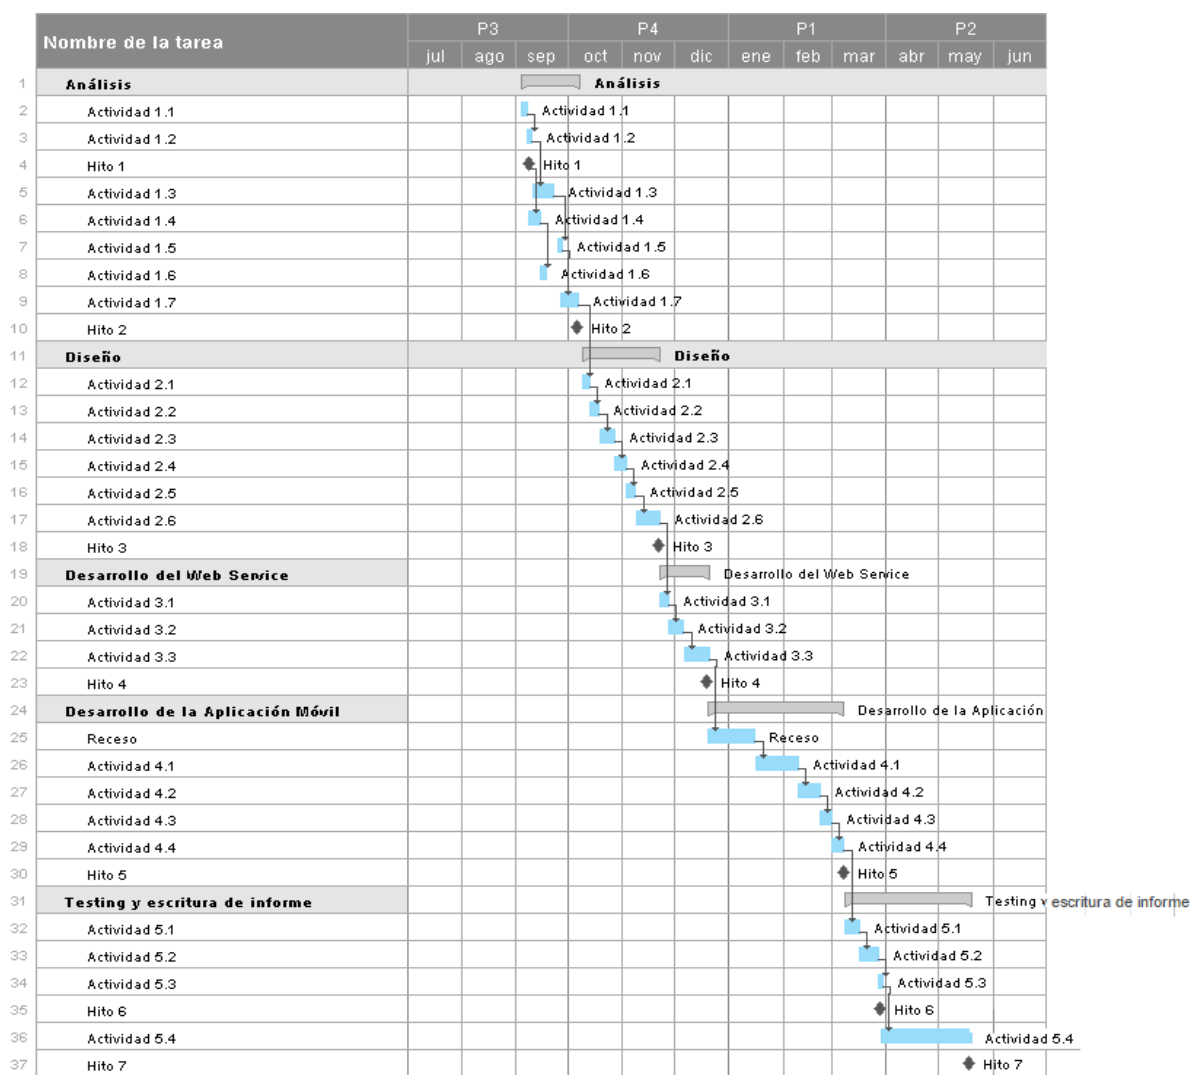 Nombre de la tarea P3 P4 P1 P2
jul ago sep oct nov dic ene feb mar abr may jun
1 Análisis Análisis
2 Actividad 1.1 Actividad 1.1
3 Actividad 1.2 Actividad 1.2
4 Hito 1 Hito 1
5 Actividad 1.3 Actividad 1.3
6 Actividad 1.4 Actividad 1.4
7 Actividad 1.5 Actividad 1.5
8 Actividad 1.6 Actividad 1.6
9 Actividad 1.7 Actividad 1.7
10 Hito 2 Hito 2
11 Diseño Diseño
12 Actividad 2.1 Actividad 2.1
13 Actividad 2.2 Actividad 2.2
14 Actividad 2.3 Actividad 2.3
15 Actividad 2.4 Actividad 2.4
16 Actividad 2.5 Actividad 2.5
17 Actividad 2.6 Actividad 2.6
18 Hito 3 Hito 3
19 Desarrollo del Web Service Desarrollo del Web Service
20 Actividad 3.1 Actividad 3.1
21 Actividad 3.2 Actividad 3.2
22 Actividad 3.3 Actividad 3.3
23 Hito 4 Hito 4
24 Desarrollo de la Aplicación Móvil Desarrollo de la Aplicación
25 Receso Receso
26 Actividad 4.1 Actividad 4.1
27 Actividad 4.2 Actividad 4.2
28 Actividad 4.3 Actividad 4.3
29 Actividad 4.4 Actividad 4.4
30 Hito 5 Hito 5
31 Testing y escritura de informe Testing y escritura de informe
32 Actividad 5.1 Actividad 5.1
33 Actividad 5.2 Actividad 5.2
34 Actividad 5.3 Actividad 5.3
35 Hito 6 Hito 6
36 Actividad 5.4 Actividad 5.4
37 Hito 7 Hito 7